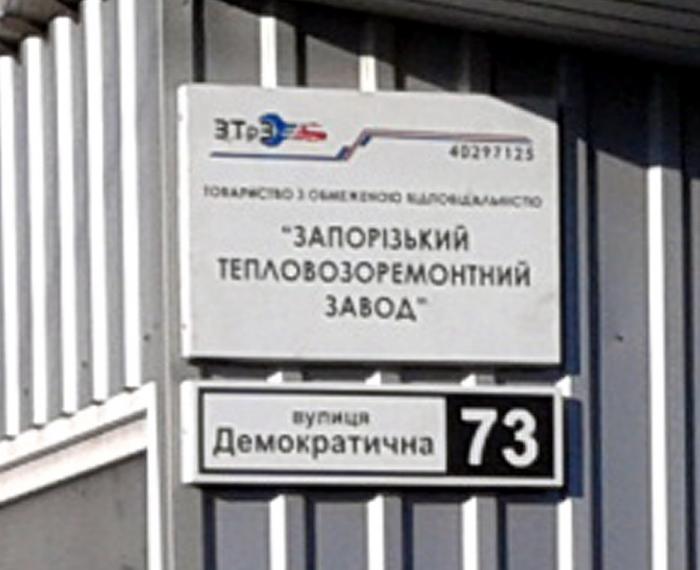 ЗТрЗ
40297125
ТОВАРИСТВО З ОБМЕЖЕНОЮ ВІДПОВІДАЛЬНІСТЮ
"ЗАПОРІЗЬКИЙ
ТЕПЛОВОЗОРЕМОНТНИЙ
ЗАВОД"
вулиця
Демократична
73